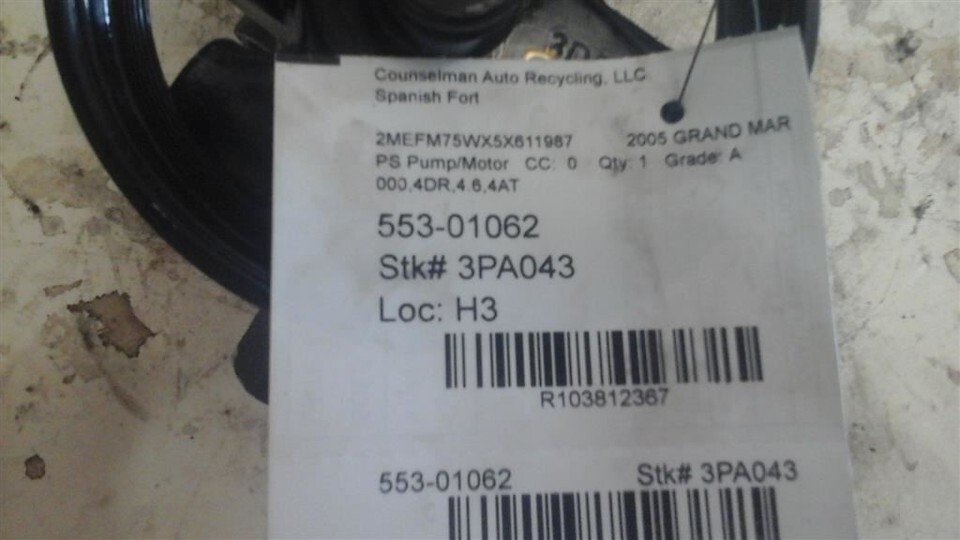 Counselman Auto Recycling, LLC
Spanish Fort
2MEFM75WX5X611987 2005 GRAND MAR
PS Pump/Motor CC: 0 Qty: 1 Grade: A
000,4DR,4.6,4AT
553-01062
Stk# 3PA043
Loc: H3
R103812367
553-01062 Stk# 3PA043